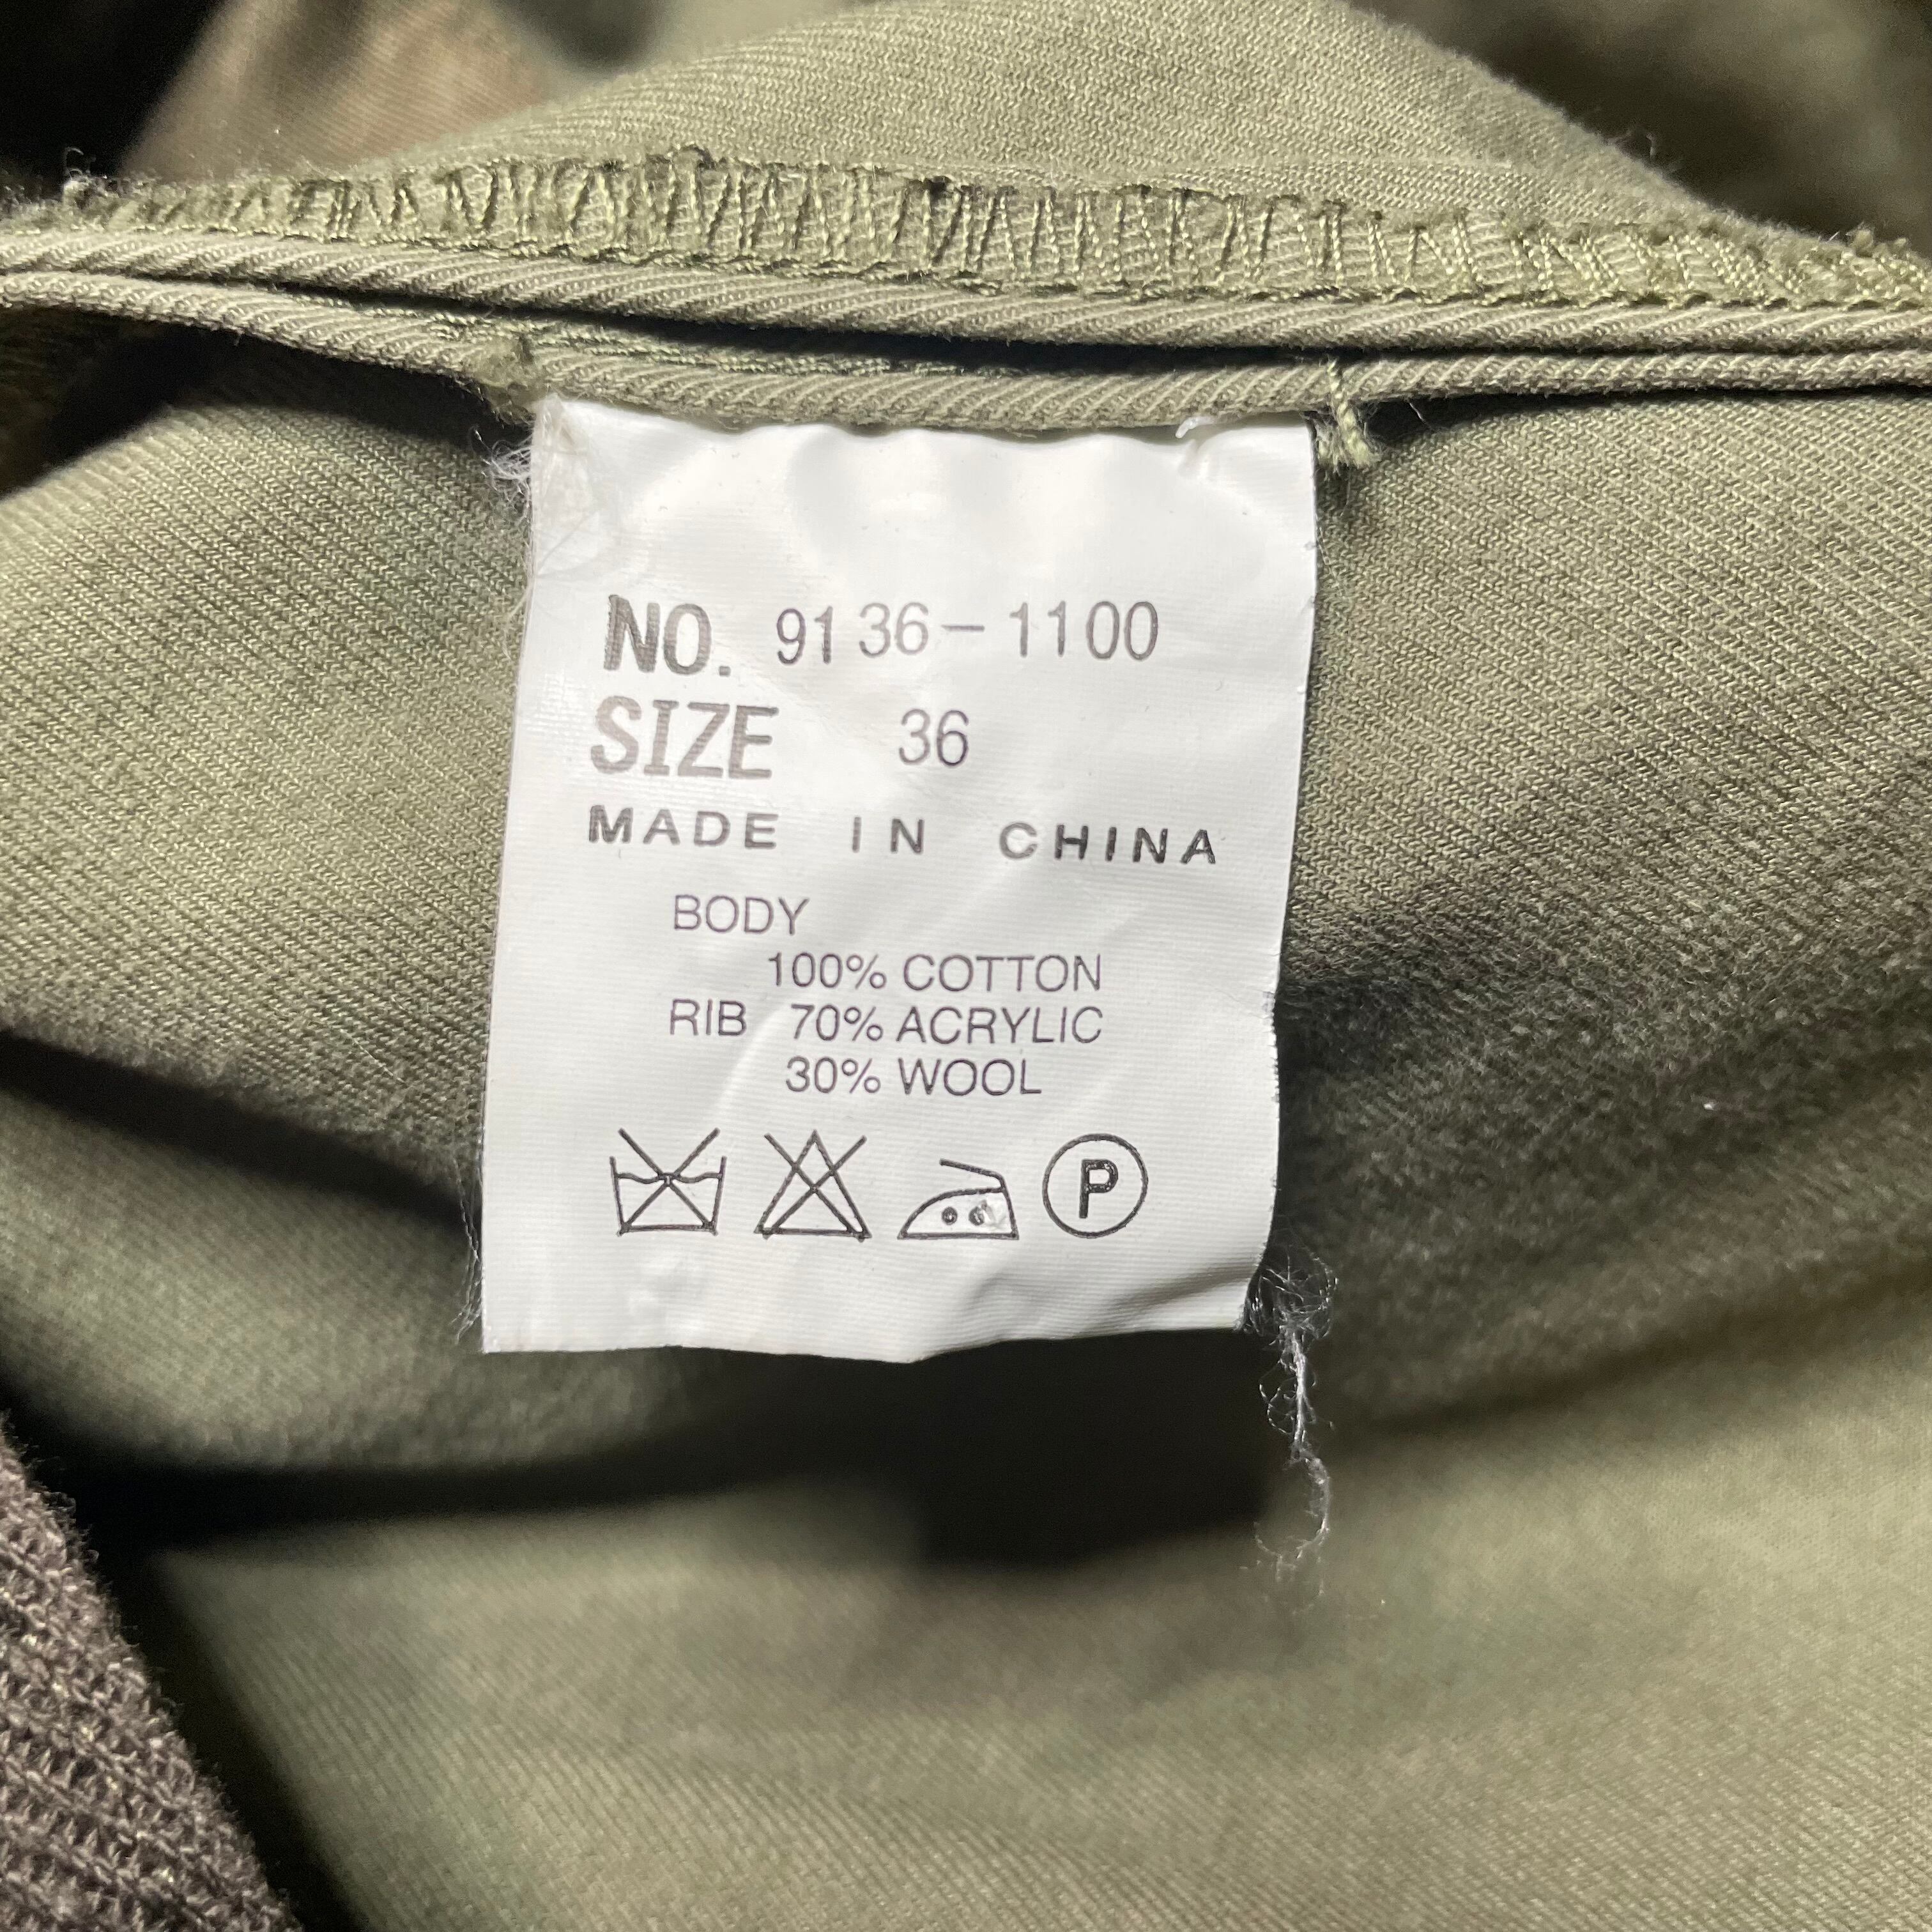 NO. 9136-1100
SIZE 36
MADE IN CHINA
BODY
100% COTTON
RIB 70% ACRYLIC
30% WOOL
P